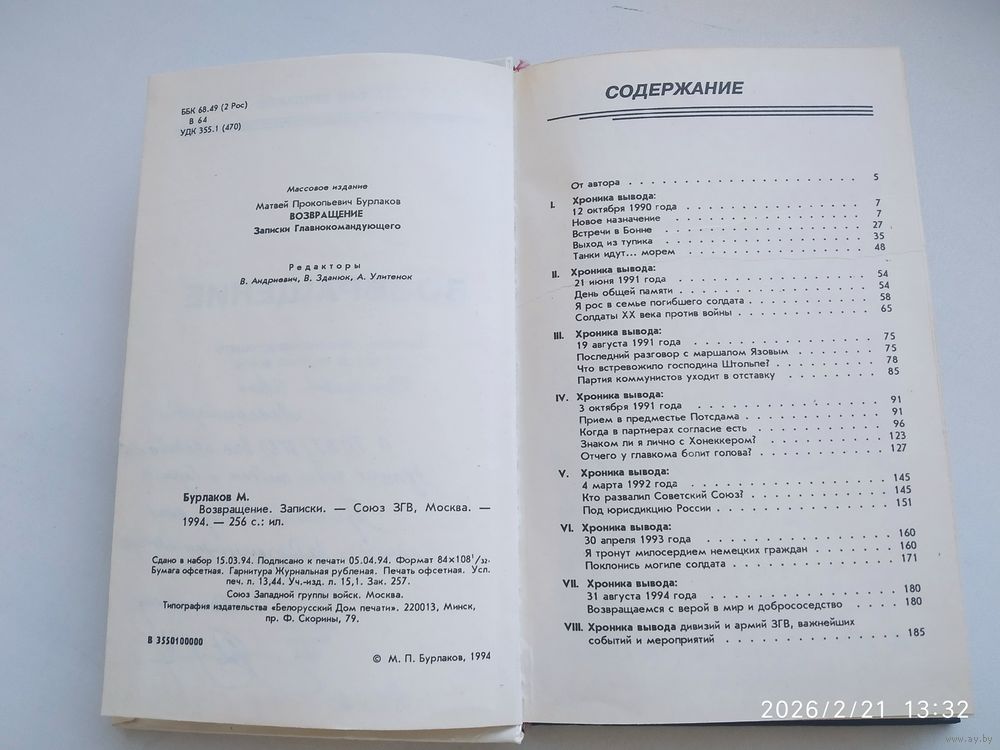 ББК 68.49 (2 Рос)
В 64
УДК 355.1 (470)
Массовое издание
Матвей Прокопьевич Бурлаков
ВОЗВРАЩЕНИЕ
Записки Главнокомандующего
Редакторы
В. Андриевич, В. Зданюк, А. Улитенок
Бурлаков М.
Возвращение. Записки. — Союз ЗГВ, Москва. —
1994. — 256 с.: ил.
Сдано в набор 15.03.94. Подписано к печати 05.04.94. Формат 84×108¹/₃₂.
Бумага офсетная. Гарнитура Журнальная рубленая. Печать офсетная. Усл.
печ. л. 13,44. Уч.-изд. л. 15,1. Зак. 257.
Союз Западной группы войск. Москва.
Типография издательства «Белорусский Дом печати». 220013, Минск,
пр. Ф. Скорины, 79.
В 3550100000
© М. П. Бурлаков, 1994
СОДЕРЖАНИЕ
От автора . . . 5
I. Хроника вывода:
12 октября 1990 года . . . 7
Новое назначение . . . 7
Встречи в Бонне . . . 27
Выход из тупика . . . 35
Танки идут... морем . . . 48
II. Хроника вывода:
21 июня 1991 года . . . 54
День общей памяти . . . 54
Я рос в семье погибшего солдата . . . 58
Солдаты XX века против войны . . . 65
III. Хроника вывода:
19 августа 1991 года . . . 75
Последний разговор с маршалом Язовым . . . 75
Что встревожило господина Штольпе? . . . 78
Партия коммунистов уходит в отставку . . . 85
IV. Хроника вывода:
3 октября 1991 года . . . 91
Прием в предместье Потсдама . . . 91
Когда в партнерах согласие есть . . . 96
Знаком ли я лично с Хонеккером? . . . 123
Отчего у главкома болит голова? . . . 127
V. Хроника вывода:
4 марта 1992 года . . . 145
Кто развалил Советский Союз? . . . 145
Под юрисдикцию России . . . 151
VI. Хроника вывода:
30 апреля 1993 года . . . 160
Я тронут милосердием немецких граждан . . . 160
Поклонись могиле солдата . . . 171
VII. Хроника вывода:
31 августа 1994 года . . . 180
Возвращаемся с верой в мир и добрососедство . . . 180
VIII. Хроника вывода дивизий и армий ЗГВ, важнейших
событий и мероприятий . . . 185
2026/2/21 13:32
www.ay.by